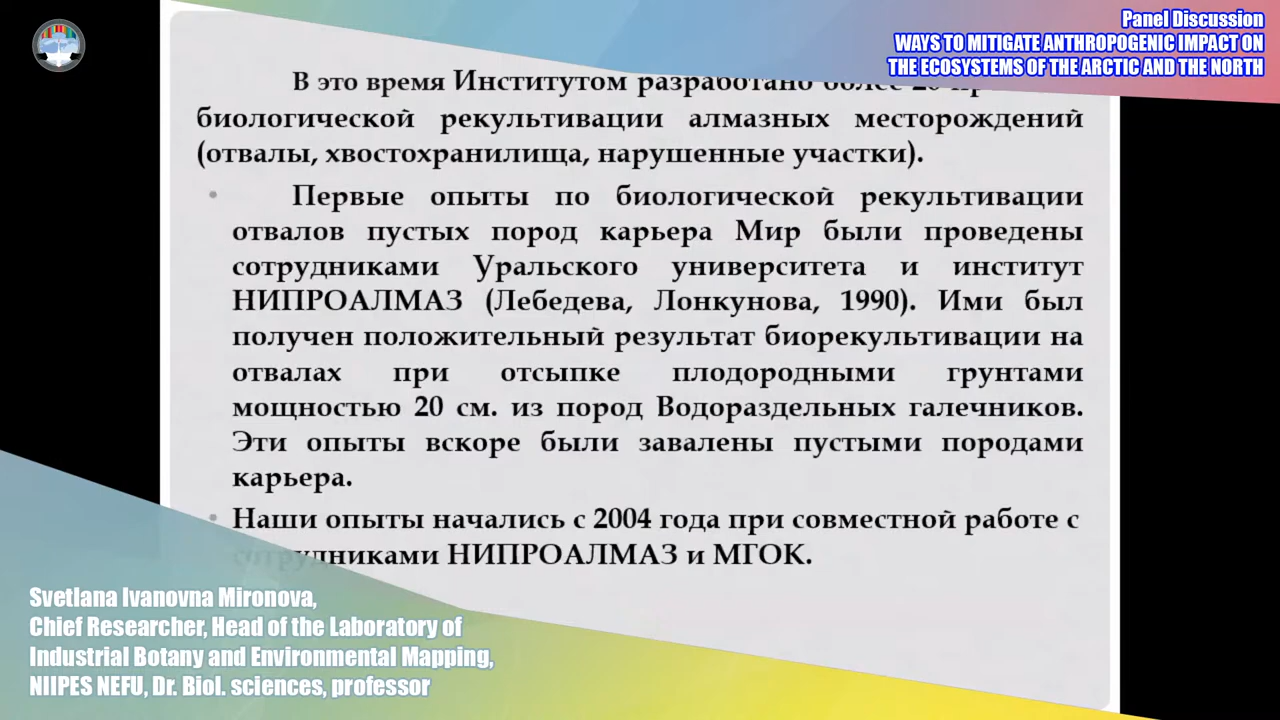 Panel Discussion
WAYS TO MITIGATE ANTHROPOGENIC IMPACT ON
THE ECOSYSTEMS OF THE ARCTIC AND THE NORTH
В это время Институтом разработано более 20
биологической рекультивации алмазных месторождений
(отвалы, хвостохранилища, нарушенные участки).
• Первые опыты по биологической рекультивации
отвалов пустых пород карьера Мир были проведены
сотрудниками Уральского университета и институт
НИПРОАЛМАЗ (Лебедева, Лонкунова, 1990). Ими был
получен положительный результат биорекультивации на
отвалах при отсыпке плодородными грунтами
мощностью 20 см. из пород Водораздельных галечников.
Эти опыты вскоре были завалены пустыми породами
карьера.
• Наши опыты начались с 2004 года при совместной работе с
сотрудниками НИПРОАЛМАЗ и МГОК.
Svetlana Ivanovna Mironova,
Chief Researcher, Head of the Laboratory of
Industrial Botany and Environmental Mapping,
NIIPES NEFU, Dr. Biol. sciences, professor